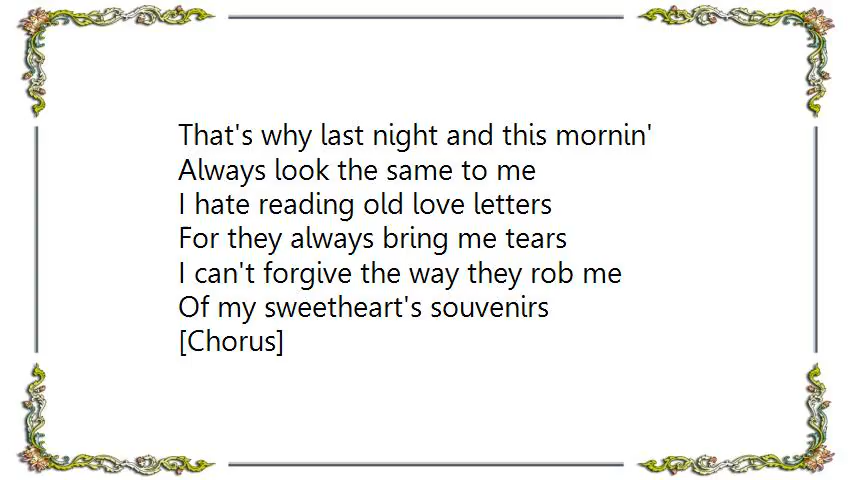 That's why last night and this mornin'
Always look the same to me
I hate reading old love letters
For they always bring me tears
I can't forgive the way they rob me
Of my sweetheart's souvenirs
[Chorus]